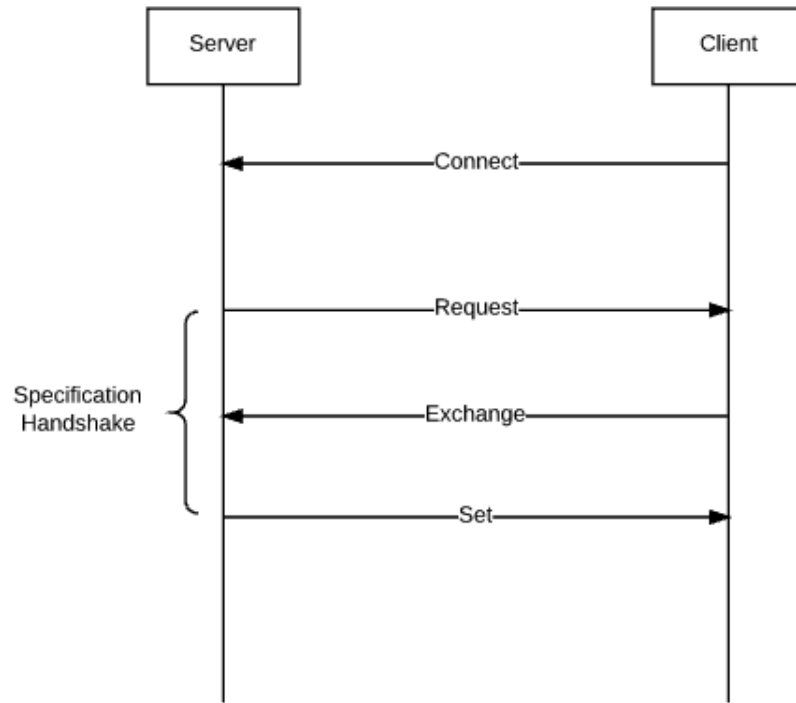 Server
Client
Connect
Request
Specification
Handshake
Exchange
Set